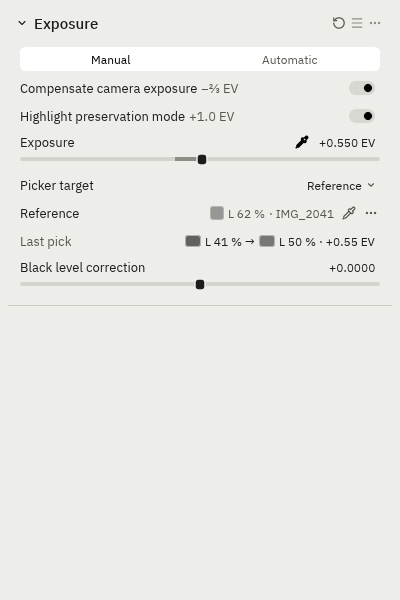 Exposure
Manual Automatic
Compensate camera exposure −⅔ EV
Highlight preservation mode +1.0 EV
Exposure +0.550 EV
Picker target Reference
Reference L 62 % · IMG_2041
Last pick L 41 % → L 50 % · +0.55 EV
Black level correction +0.0000